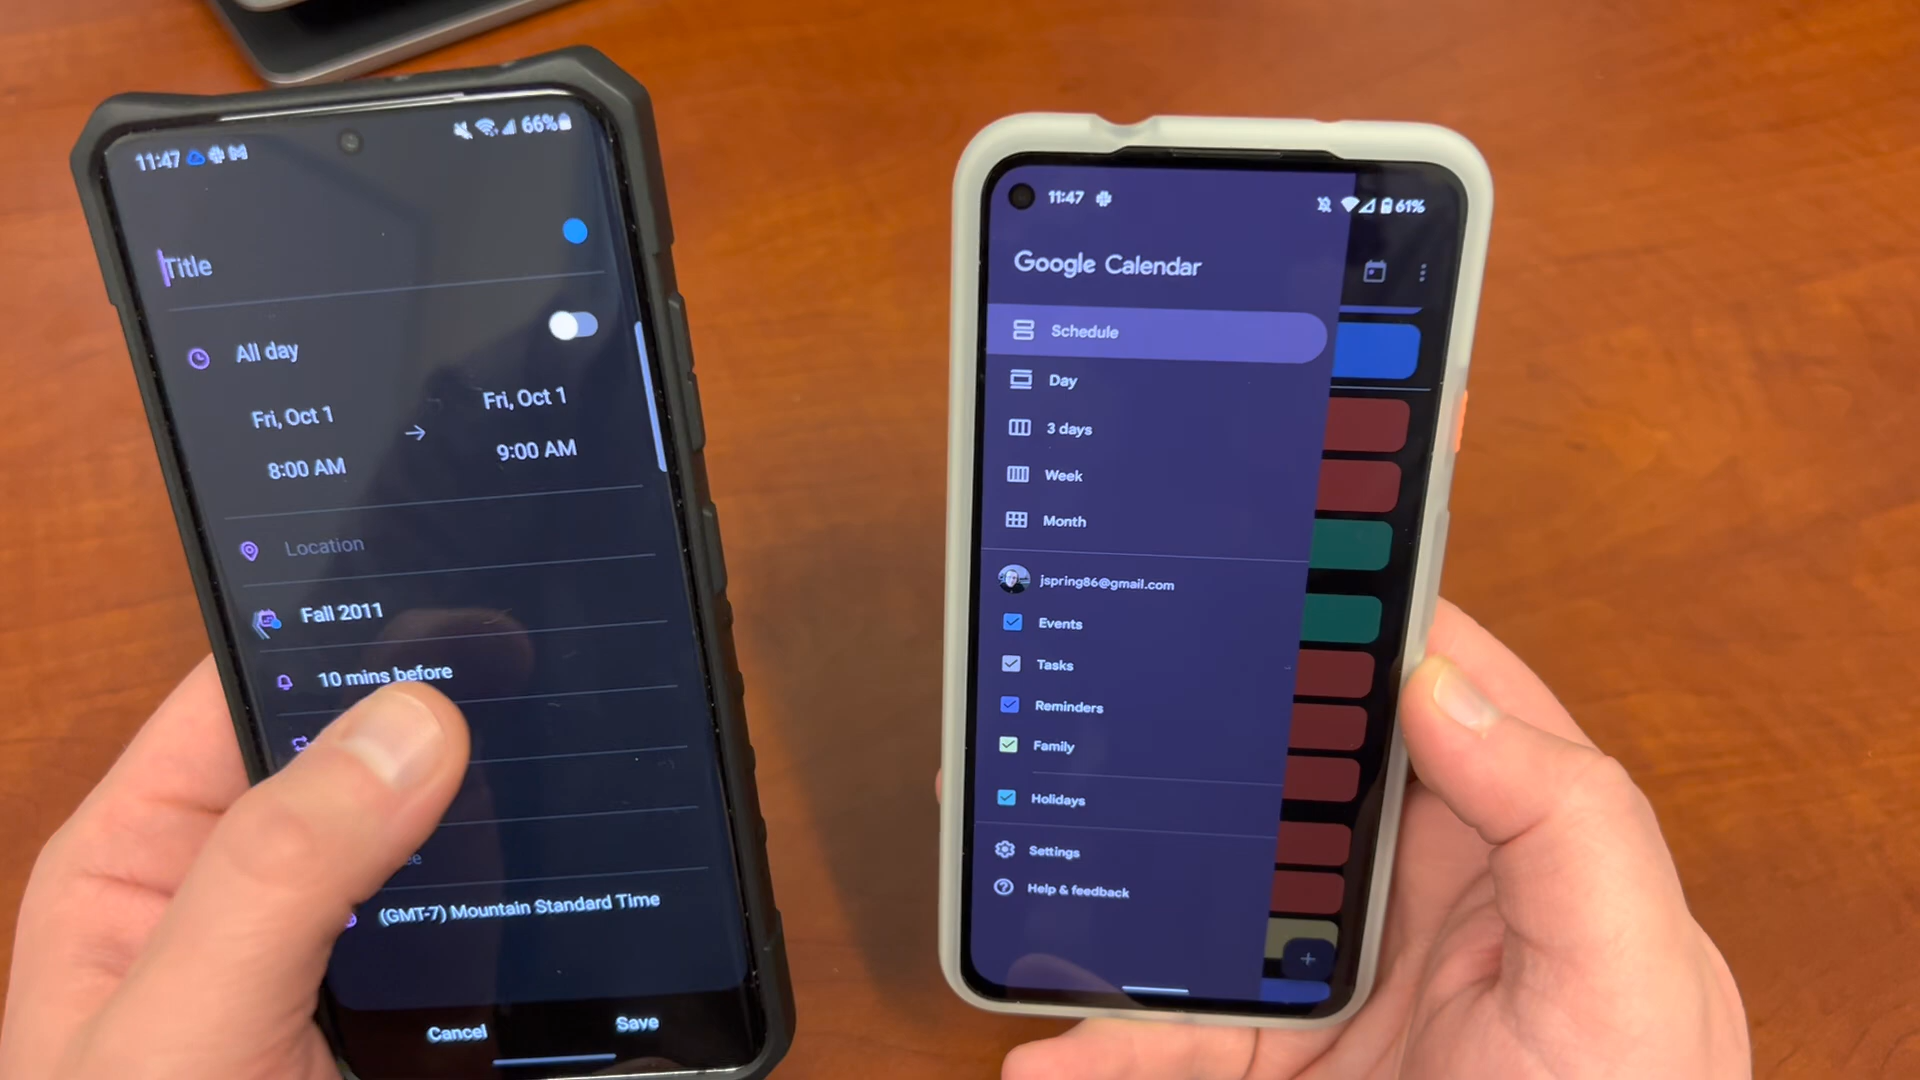 11:47
66%
Title
All day
Fri, Oct 1
Fri, Oct 1
8:00 AM
9:00 AM
Location
Fall 2011
10 mins before
(GMT-7) Mountain Standard Time
Cancel
Save
11:47
61%
Google Calendar
Schedule
Day
3 days
Week
Month
jspring86@gmail.com
Events
Tasks
Reminders
Family
Holidays
Settings
Help & feedback